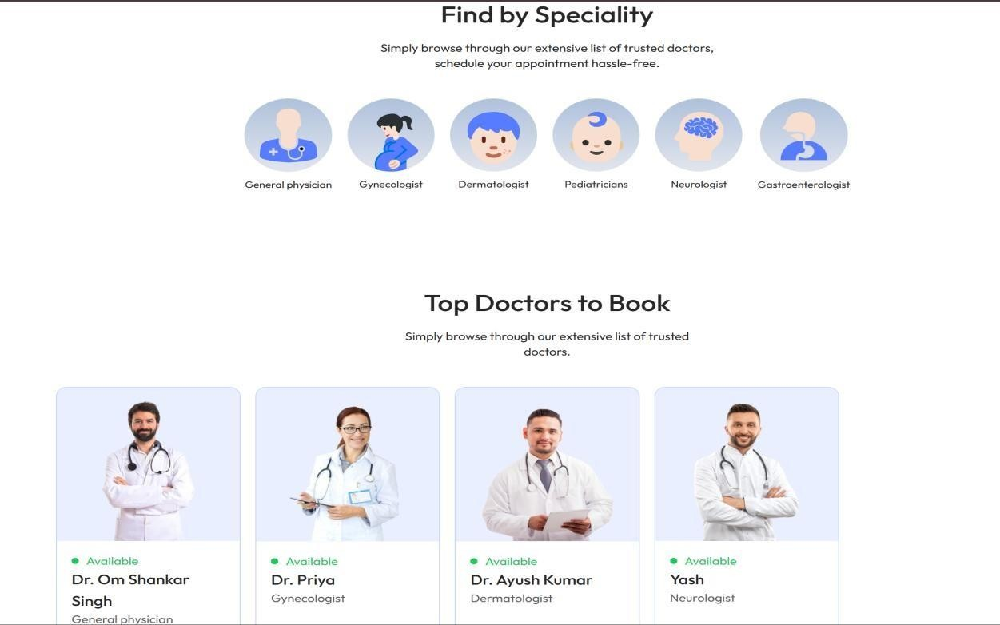 Find by Speciality
Simply browse through our extensive list of trusted doctors,
schedule your appointment hassle-free.
General physician
Gynecologist
Dermatologist
Pediatricians
Neurologist
Gastroenterologist
Top Doctors to Book
Simply browse through our extensive list of trusted
doctors.
Available
Dr. Om Shankar
Singh
General physician
Available
Dr. Priya
Gynecologist
Available
Dr. Ayush Kumar
Dermatologist
Available
Yash
Neurologist